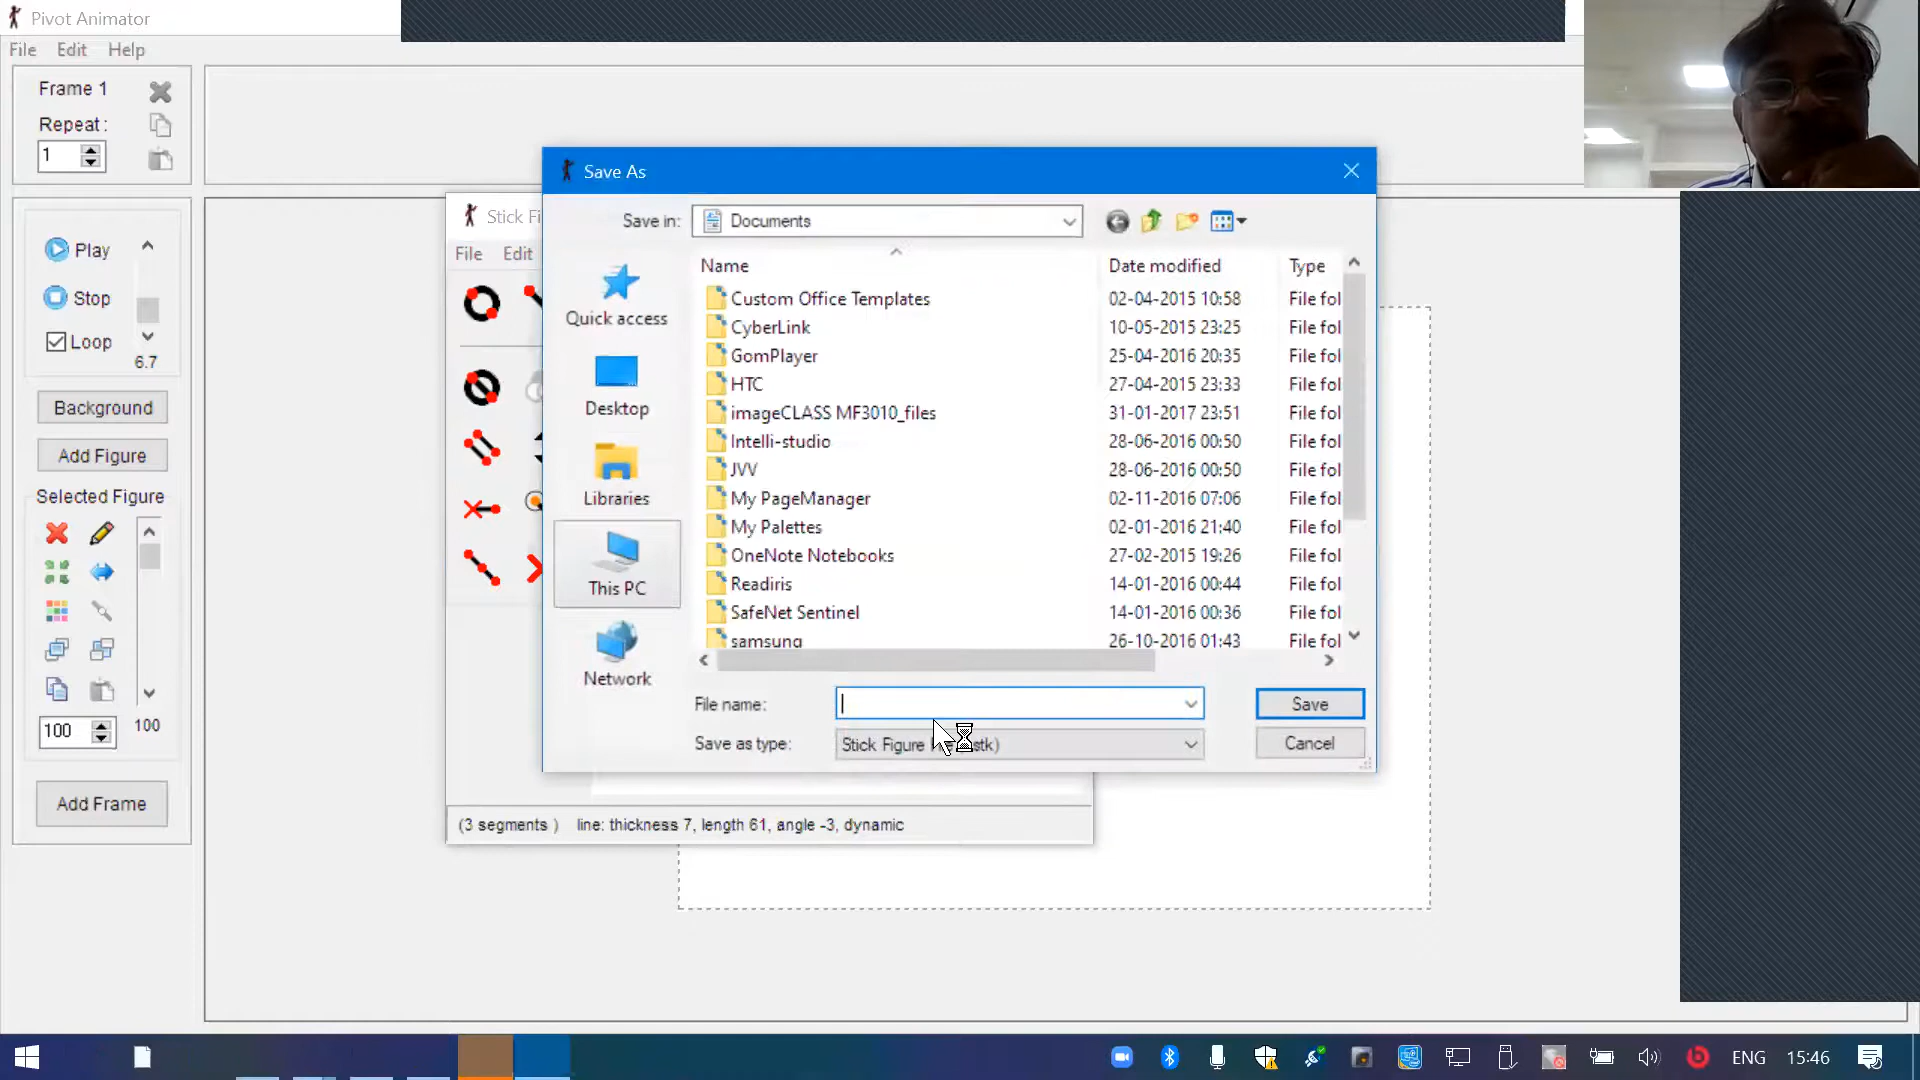 Pivot Animator
File Edit Help
Frame 1
Repeat :
1
Play
Stop
Loop
6.7
Background
Add Figure
Selected Figure
100
100
Add Frame
Stick Fi
File Edit
(3 segments ) line: thickness 7, length 61, angle -3, dynamic
Save As
Save in: Documents
Quick access
Desktop
Libraries
This PC
Network
Name Date modified Type
Custom Office Templates 02-04-2015 10:58 File fol
CyberLink 10-05-2015 23:25 File fol
GomPlayer 25-04-2016 20:35 File fol
HTC 27-04-2015 23:33 File fol
imageCLASS MF3010_files 31-01-2017 23:51 File fol
Intelli-studio 28-06-2016 00:50 File fol
JVV 28-06-2016 00:50 File fol
My PageManager 02-11-2016 07:06 File fol
My Palettes 02-01-2016 21:40 File fol
OneNote Notebooks 27-02-2015 19:26 File fol
Readiris 14-01-2016 00:44 File fol
SafeNet Sentinel 14-01-2016 00:36 File fol
samsung 26-10-2016 01:43 File fol
File name:
Save
Save as type: Stick Figure stk)
Cancel
ENG 15:46